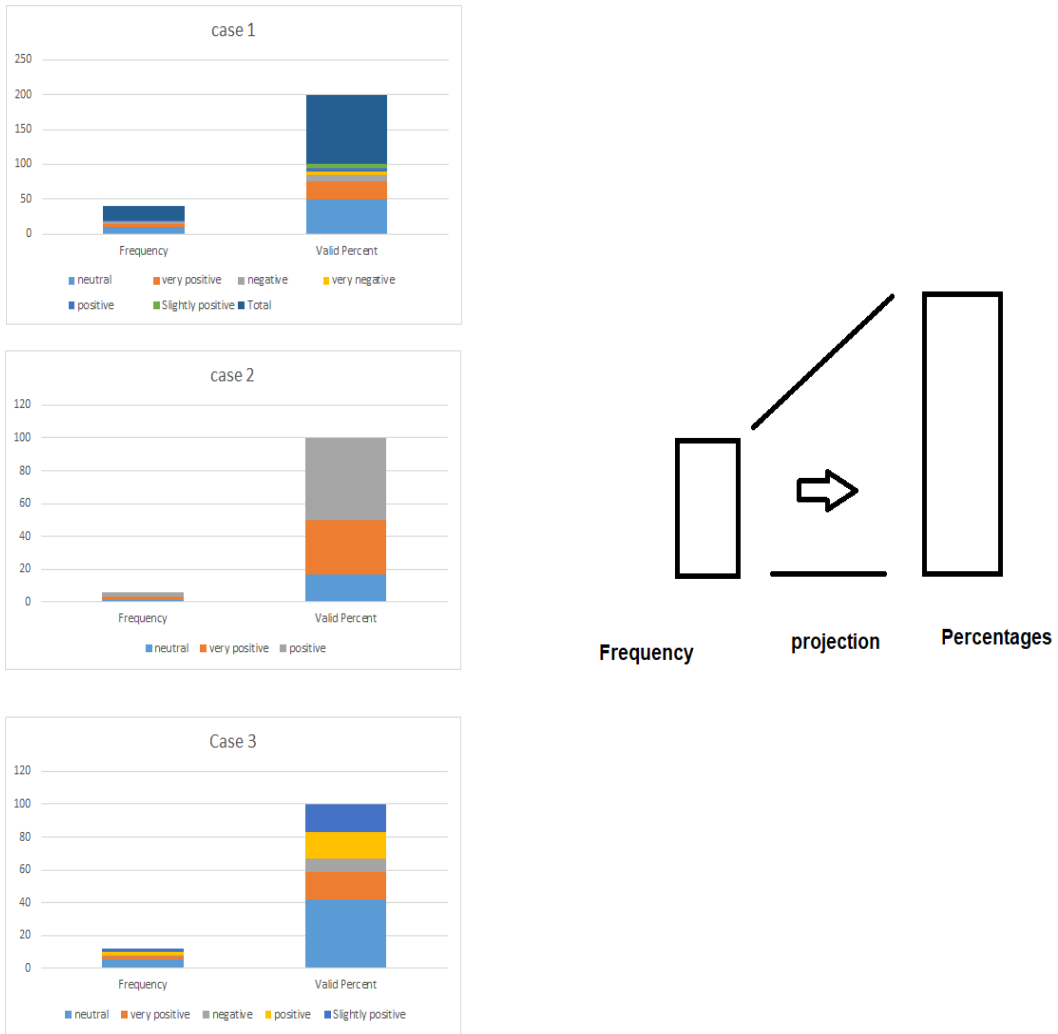 case 1
250
200
150
100
50
0
Frequency Valid Percent
neutral very positive negative very negative
positive Slightly positive Total
case 2
120
100
80
60
40
20
0
Frequency Valid Percent
neutral very positive positive
Case 3
120
100
80
60
40
20
0
Frequency Valid Percent
neutral very positive negative positive Slightly positive
Frequency projection Percentages